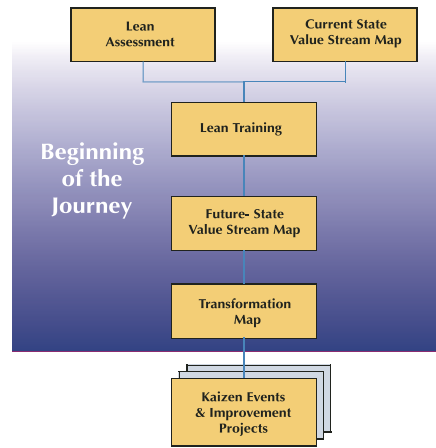 Lean
Assessment
Current State
Value Stream Map
Lean Training
Beginning
of the
Journey
Future- State
Value Stream Map
Transformation
Map
Kaizen Events
& Improvement
Projects